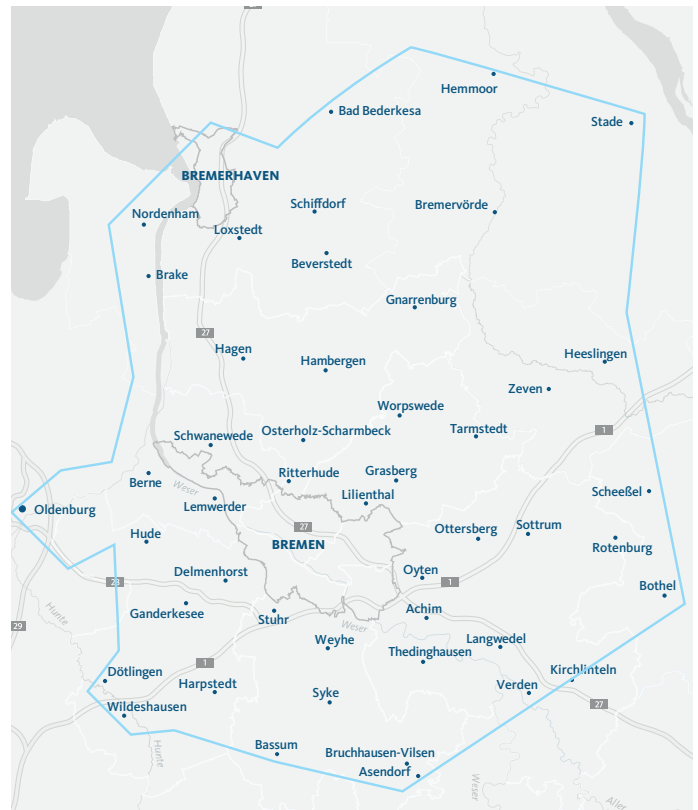 Hemmoor
Bad Bederkesa
Stade
BREMERHAVEN
Schiffdorf
Bremervörde
Nordenham
Loxstedt
Beverstedt
Brake
Gnarrenburg
27
Hagen
Heeslingen
Hambergen
Zeven
Worpswede
Schwanewede
Osterholz-Scharmbeck
Tarmstedt
1
Ritterhude
Grasberg
Berne
Weser
Lilienthal
Scheeßel
Lemwerder
Oldenburg
27
Ottersberg
Sottrum
Hude
BREMEN
Rotenburg
Delmenhorst
Oyten
28
1
Bothel
Hunte
Ganderkesee
Achim
Stuhr
29
Weser
Weyhe
Langwedel
Thedinghausen
1
Dötlingen
Kirchlinteln
Harpstedt
Verden
Syke
27
Wildeshausen
Hunte
Bassum
Bruchhausen-Vilsen
Asendorf
Weser
Aller